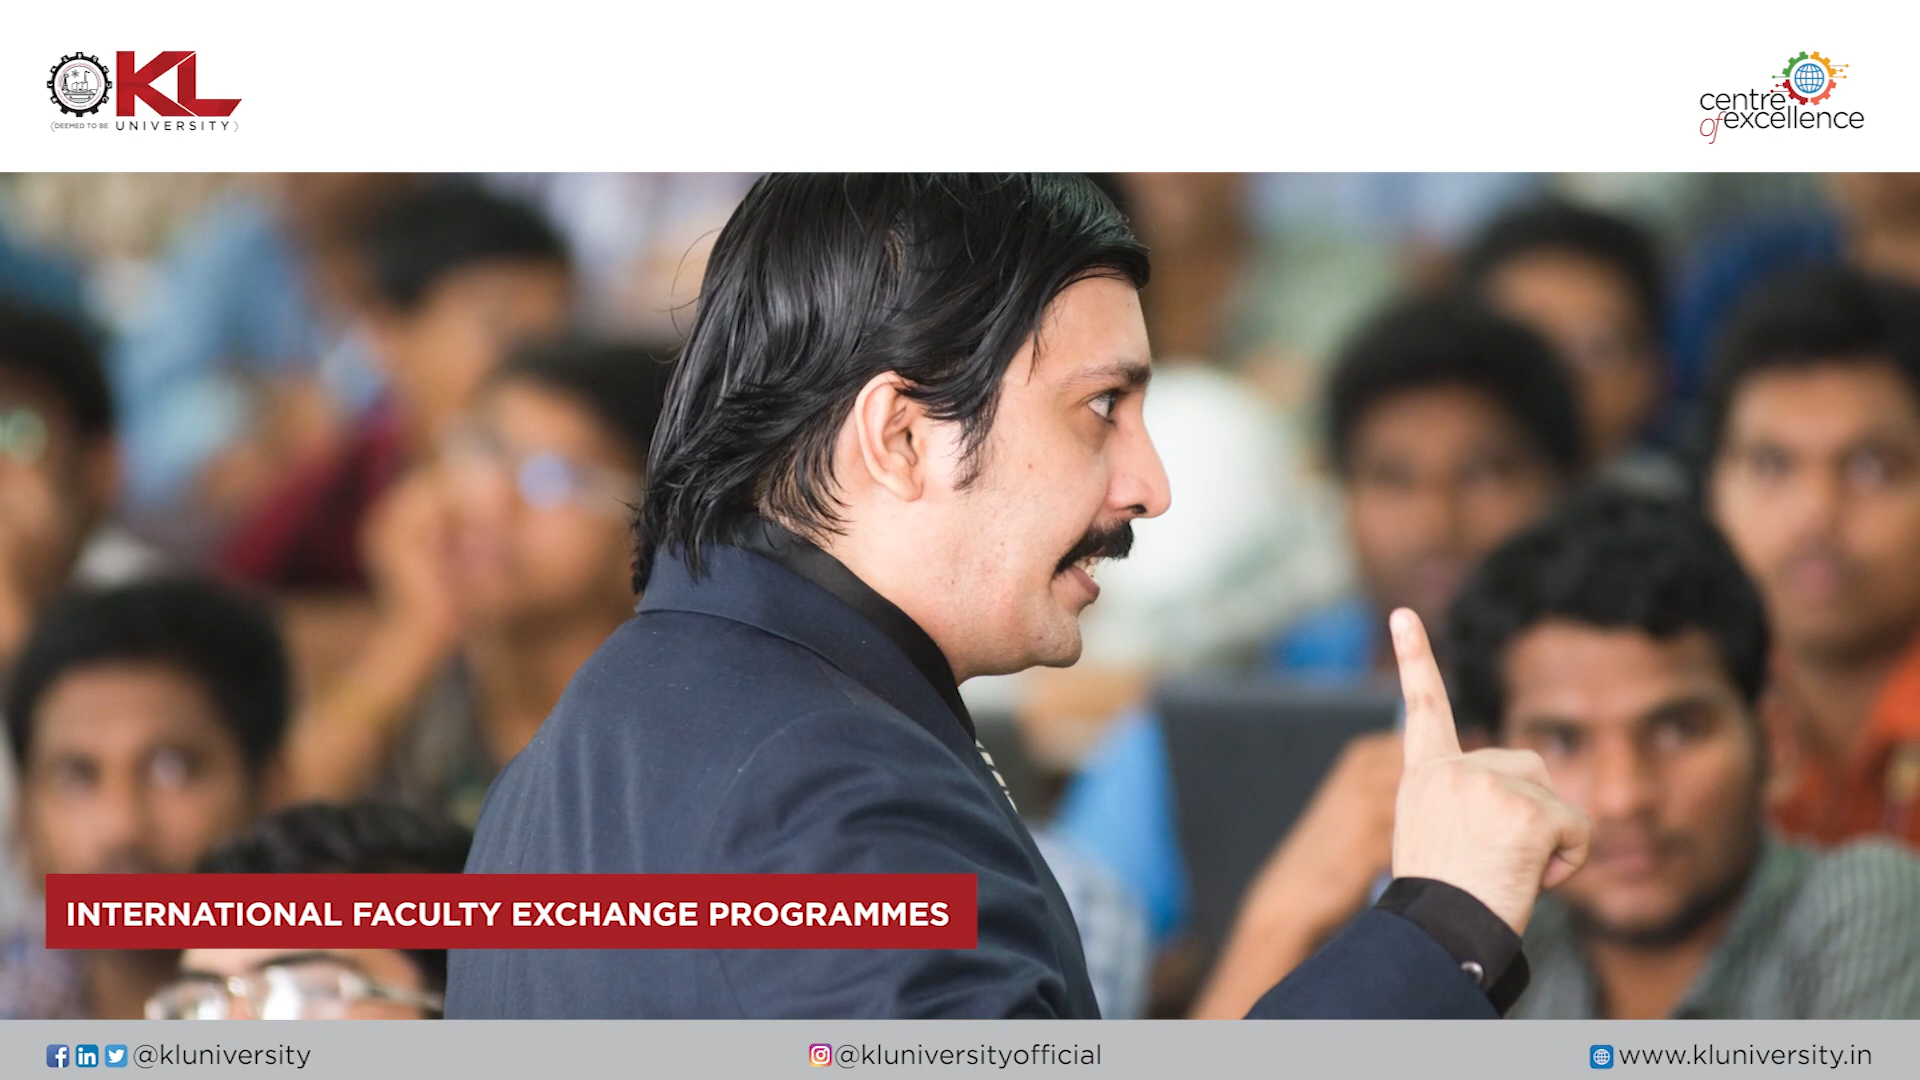 KL
(DEEMED TO BE UNIVERSITY)
centre
of excellence
INTERNATIONAL FACULTY EXCHANGE PROGRAMMES
@kluniversity
@kluniversityofficial
www.kluniversity.in